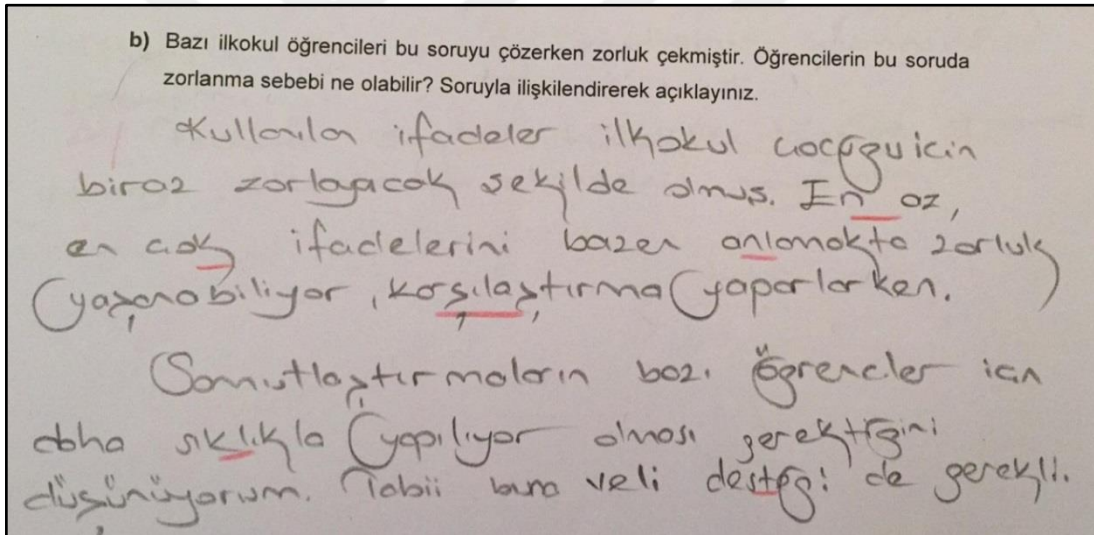 b) Bazı ilkokul öğrencileri bu soruyu çözerken zorluk çekmiştir. Öğrencilerin bu soruda
zorlanma sebebi ne olabilir? Soruyla ilişkilendirerek açıklayınız.
Kullanılan ifadeler ilkokul çocuğu için
biraz zorlayacak şekilde olmuş. En az,
en çok ifadelerini bazen anlamakta zorluk
yaşanabiliyor, karşılaştırma yaparlarken.
Somutlaştırmaların bazı öğrenciler için
daha sıklıkla yapılıyor olması gerektiğini
düşünüyorum. Tabii buna veli desteği de gerekli.